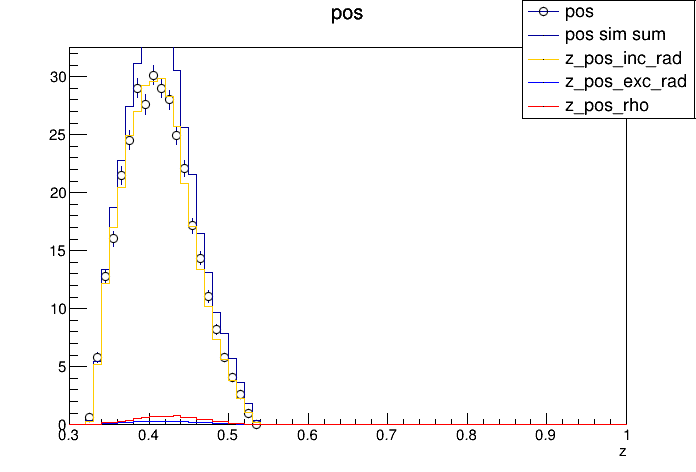 pos
pos
pos sim sum
z_pos_inc_rad
z_pos_exc_rad
z_pos_rho
30
25
20
15
10
5
0
0.3 0.4 0.5 0.6 0.7 0.8 0.9 1
z